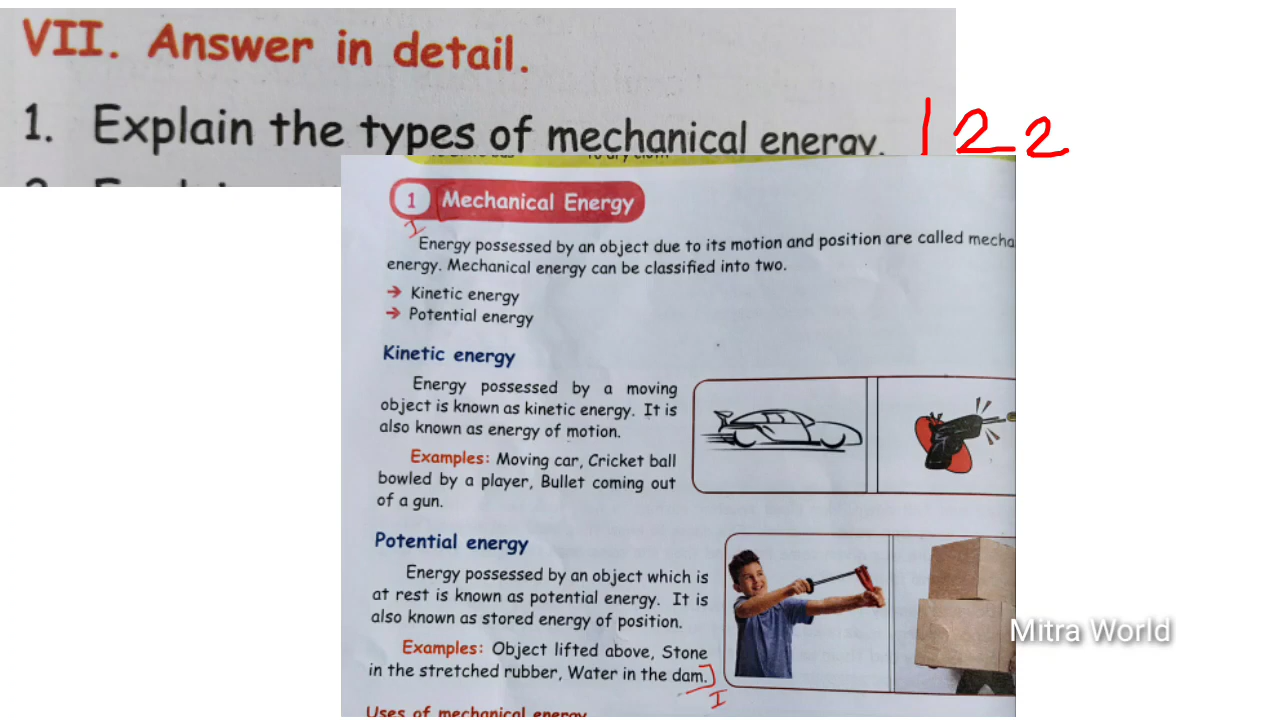 VII. Answer in detail.
1. Explain the types of mechanical energy. 122
1 Mechanical Energy
I
Energy possessed by an object due to its motion and position are called mecha
energy. Mechanical energy can be classified into two.
→ Kinetic energy
→ Potential energy
Kinetic energy
Energy possessed by a moving
object is known as kinetic energy. It is
also known as energy of motion.
Examples: Moving car, Cricket ball
bowled by a player, Bullet coming out
of a gun.
Potential energy
Energy possessed by an object which is
at rest is known as potential energy. It is
also known as stored energy of position.
Examples: Object lifted above, Stone
in the stretched rubber, Water in the dam.
I
Mitra World
Uses of mechanical energy